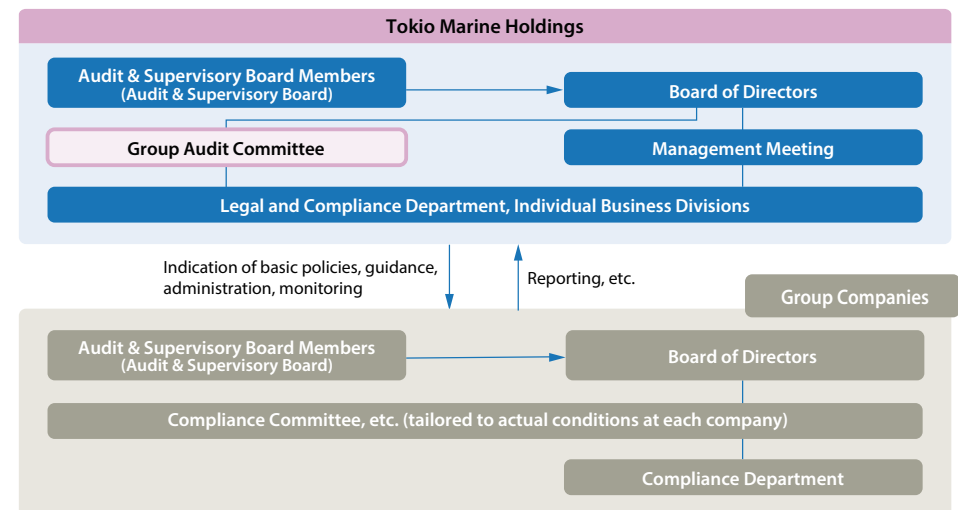 Tokio Marine Holdings
Audit & Supervisory Board Members
(Audit & Supervisory Board)
Board of Directors
Group Audit Committee
Management Meeting
Legal and Compliance Department, Individual Business Divisions
Indication of basic policies, guidance,
administration, monitoring
Reporting, etc.
Group Companies
Audit & Supervisory Board Members
(Audit & Supervisory Board)
Board of Directors
Compliance Committee, etc. (tailored to actual conditions at each company)
Compliance Department